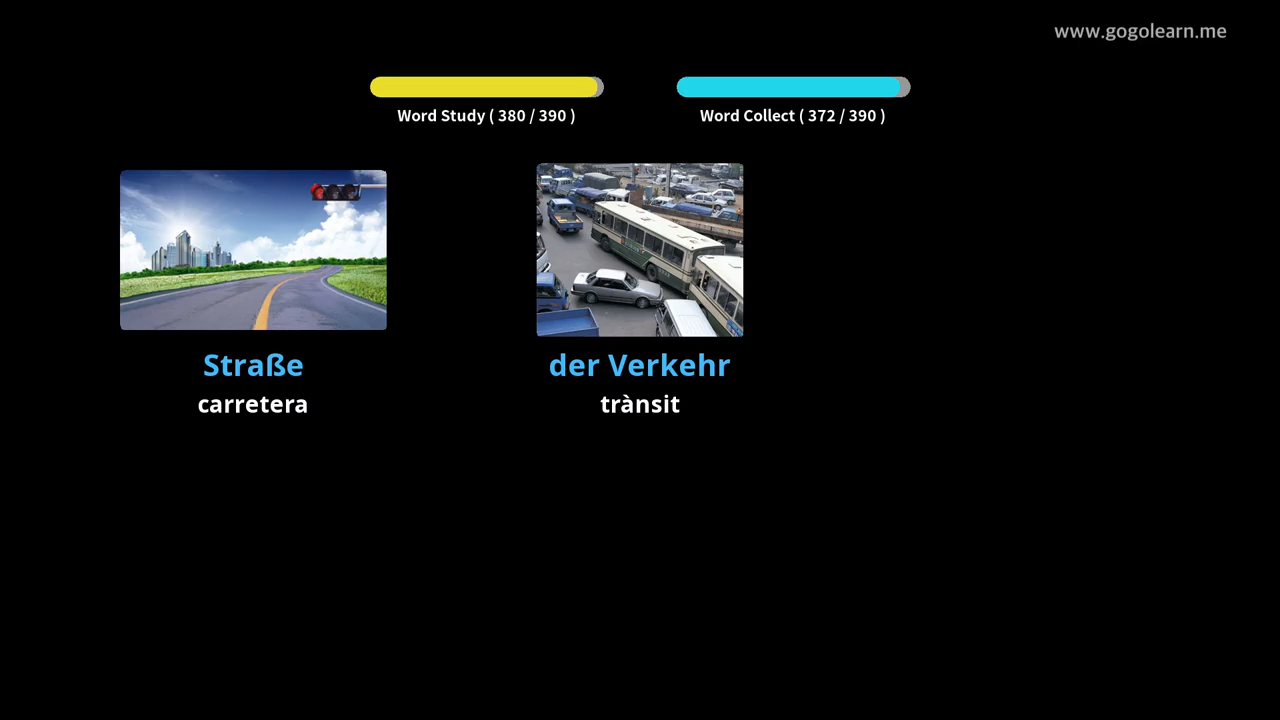 www.gogolearn.me
Word Study ( 380 / 390 )
Word Collect ( 372 / 390 )
Straße
carretera
der Verkehr
trànsit